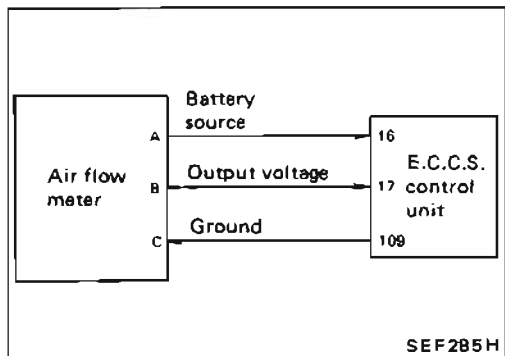 Battery
source
A
16
Air flow
meter
E.C.C.S.
control
unit
Output voltage
B
17
Ground
C
109
SEF285H